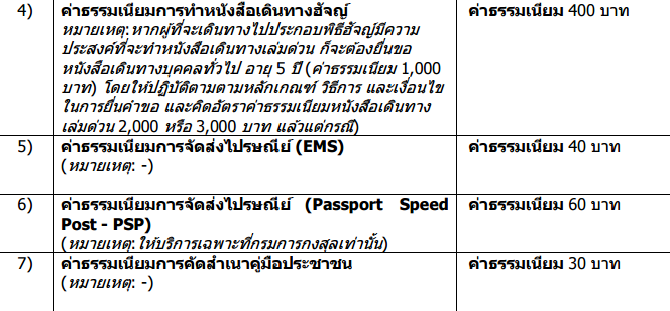 4) ค่าธรรมเนียมการทำหนังสือเดินทางฮัจญ์ ค่าธรรมเนียม 400 บาท
หมายเหตุ:หากผู้ที่จะเดินทางไปประกอบพิธีฮัจญ์มีความ
ประสงค์ที่จะทำหนังสือเดินทางเล่มด่วน ก็จะต้องยื่นขอ
หนังสือเดินทางบุคคลทั่วไป อายุ 5 ปี (ค่าธรรมเนียม 1,000
บาท) โดยให้ปฏิบัติตามตามหลักเกณฑ์ วิธีการ และเงื่อนไข
ในการยื่นคำขอ และคิดอัตราค่าธรรมเนียมหนังสือเดินทาง
เล่มด่วน 2,000 หรือ 3,000 บาท แล้วแต่กรณี)
5) ค่าธรรมเนียมการจัดส่งไปรษณีย์ (EMS) ค่าธรรมเนียม 40 บาท
(หมายเหตุ: -)
6) ค่าธรรมเนียมการจัดส่งไปรษณีย์ (Passport Speed ค่าธรรมเนียม 60 บาท
Post - PSP)
(หมายเหตุ:ให้บริการเฉพาะที่กรมการกงสุลเท่านั้น)
7) ค่าธรรมเนียมการคัดสำเนาคู่มือประชาชน ค่าธรรมเนียม 30 บาท
(หมายเหตุ: -)